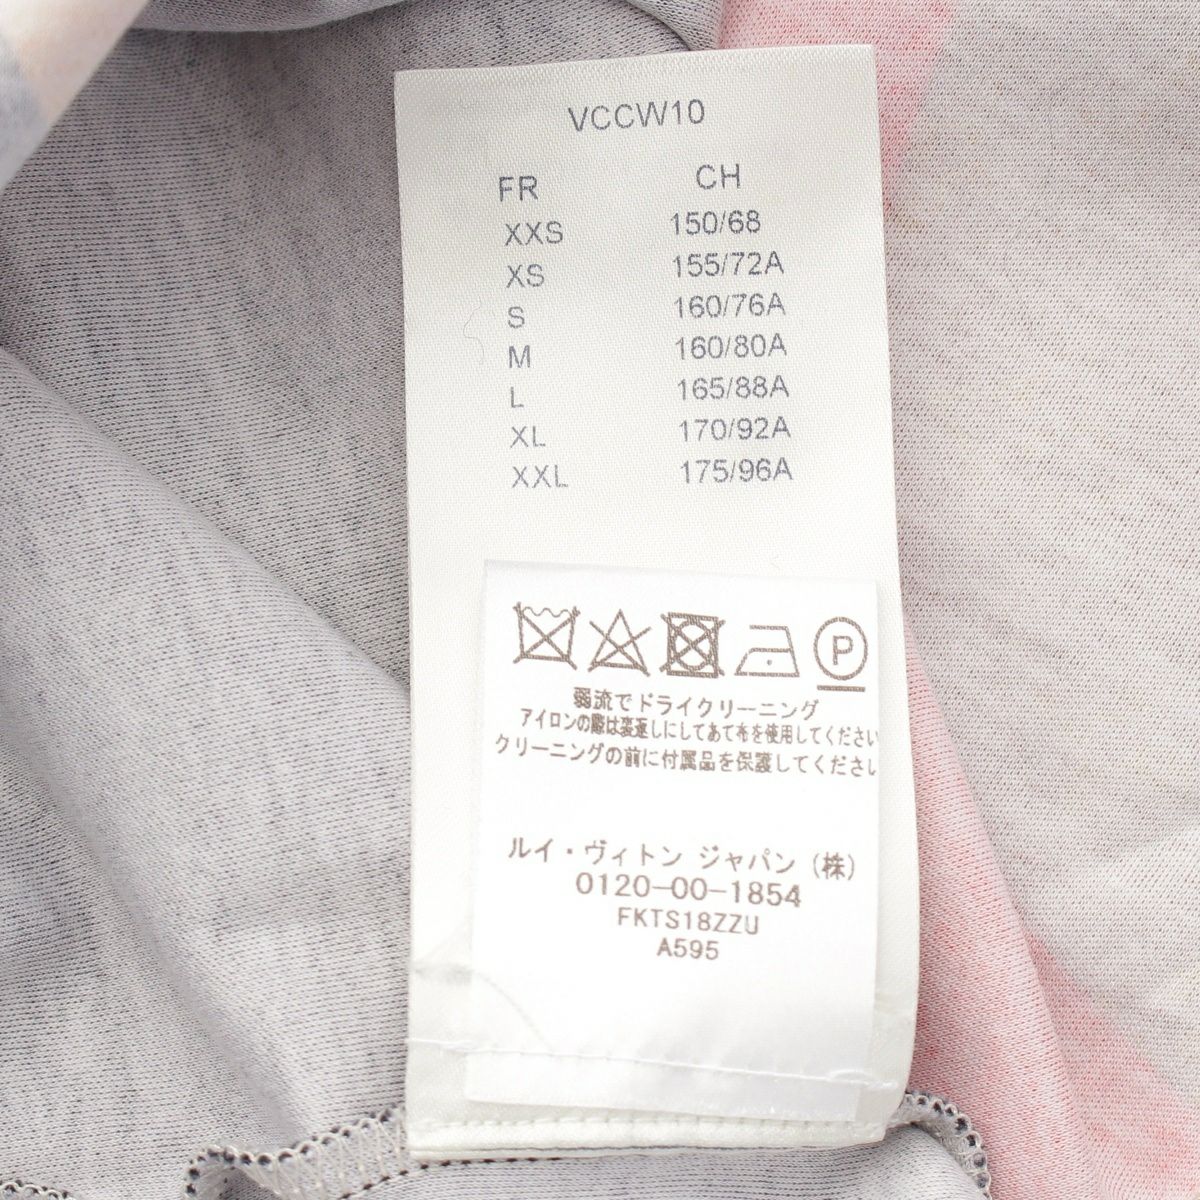 VCCW10
FR CH
XXS 150/68
XS 155/72A
S 160/76A
M 160/80A
L 165/88A
XL 170/92A
XXL 175/96A
P
弱流でドライクリーニング
アイロンの際は裏返しにしてあて布を使用してください
クリーニングの前に付属品を保護してくださし
ルイ・ヴィトン ジャパン (株)
0120-00-1854
FKTS18ZZU
A595